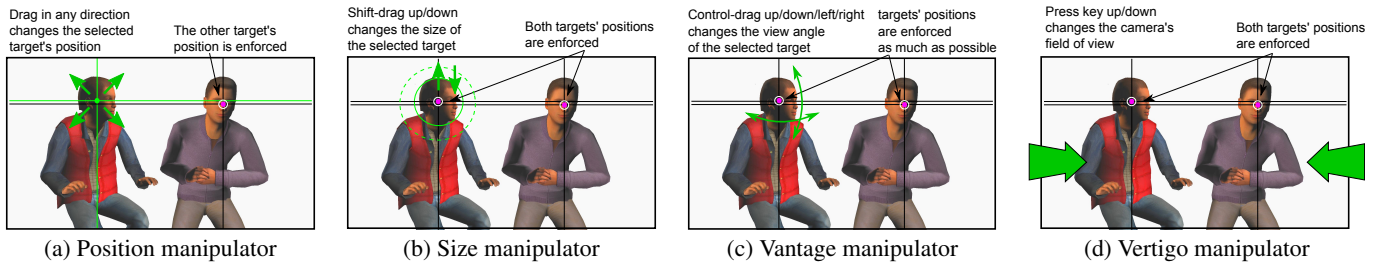 Drag in any direction
changes the selected
target's position
The other target's
position is enforced
(a) Position manipulator
Shift-drag up/down
changes the size of
the selected target
Both targets' positions
are enforced
(b) Size manipulator
Control-drag up/down/left/right
changes the view angle
of the selected target
targets' positions
are enforced
as much as possible
(c) Vantage manipulator
Press key up/down
changes the camera's
field of view
Both targets' positions
are enforced
(d) Vertigo manipulator